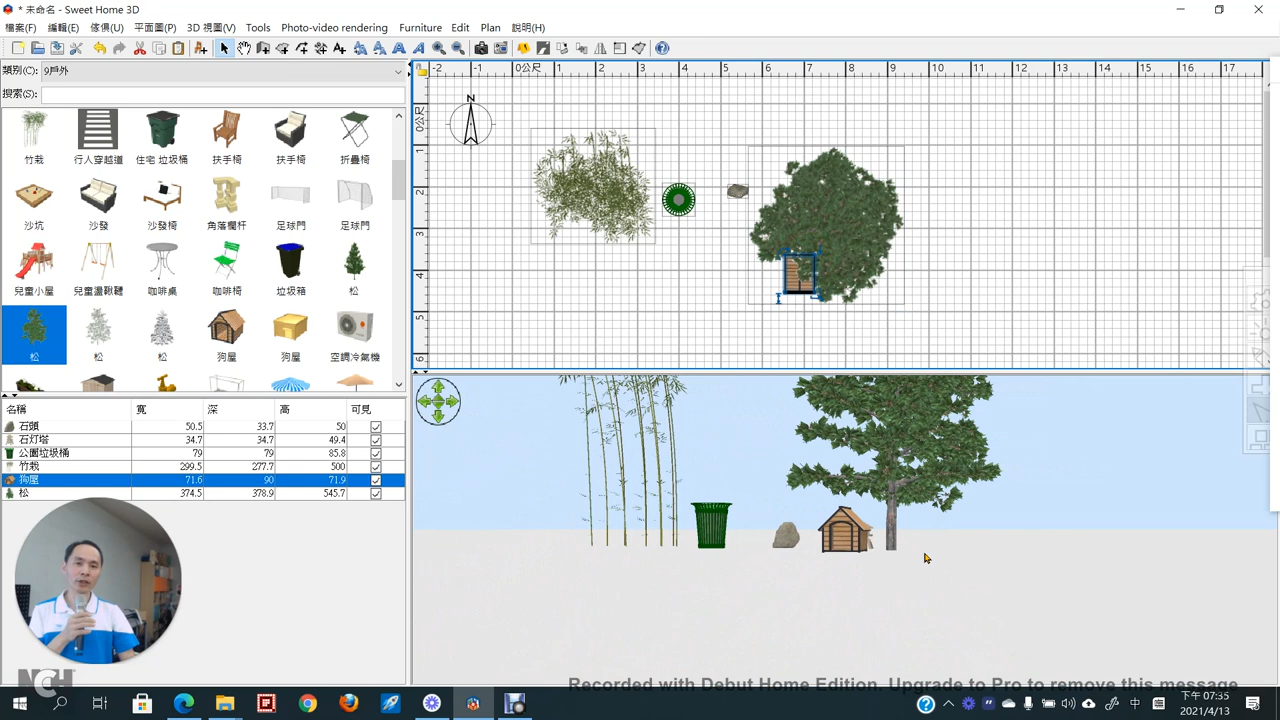 * 未命名 - Sweet Home 3D
檔案(F) 編輯(E) 傢俱(U) 平面圖(P) 3D 視圖(V) Tools Photo-video rendering Furniture Edit Plan 說明(H)
類別(C): 9戶外
搜索(S):
竹栽 行人穿越道 住宅 垃圾桶 扶手椅 扶手椅 折疊椅
沙坑 沙發 沙發椅 角落欄杆 足球門 足球門
兒童小屋 兒童鞦韆 咖啡桌 咖啡椅 垃圾箱 松
松 松 松 狗屋 狗屋 空調冷氣機
名稱 寬 深 高 可見
石頭 50.5 33.7 50
石灯塔 34.7 34.7 49.4
公園垃圾桶 79 79 85.8
竹栽 299.5 277.7 500
狗屋 71.6 90 71.9
松 374.5 378.9 545.7
-2 -1 0公尺 1 2 3 4 5 6 7 8 9 10 11 12 13 14 15 16 17
0公尺
1
2
3
4
5
6
N
NCH
Recorded with Debut Home Edition. Upgrade to Pro to remove this message
中
下午 07:35
2021/4/13